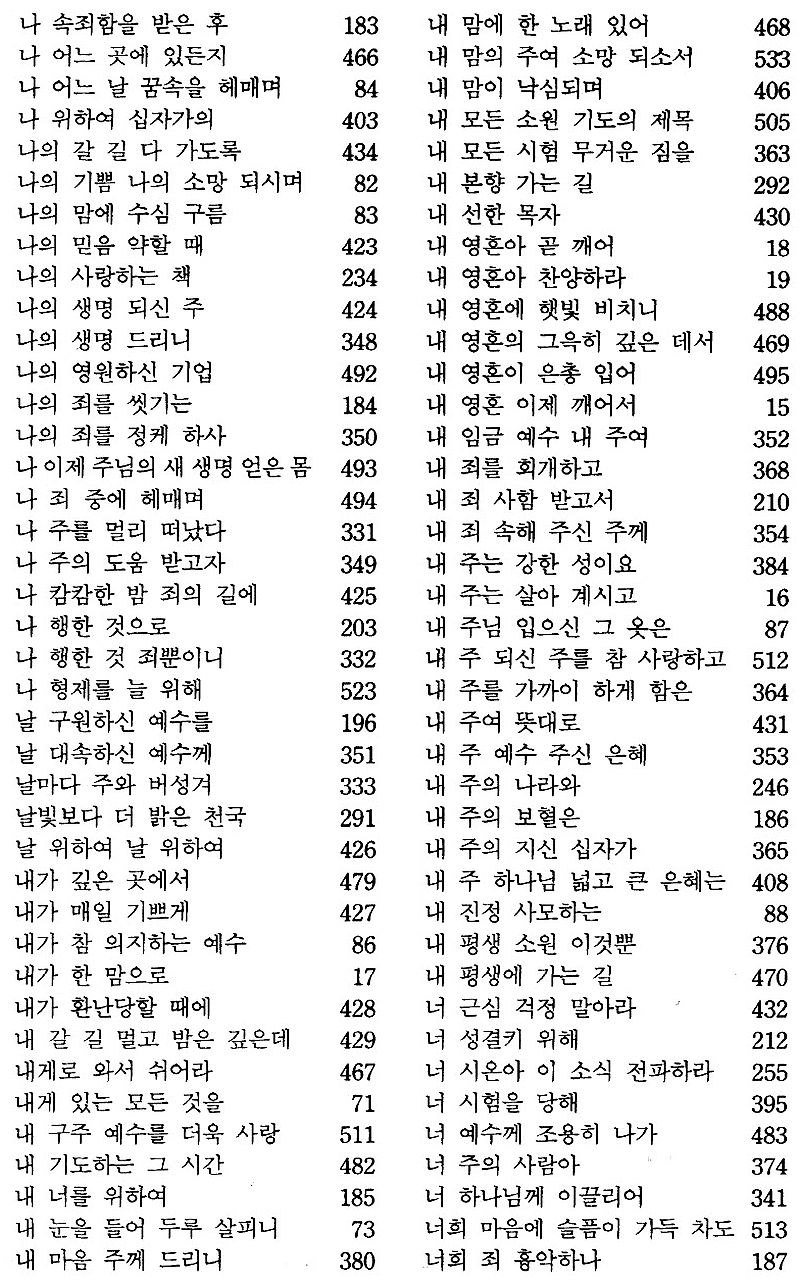 나 속죄함을 받은 후 183
나 어느 곳에 있든지 466
나 어느 날 꿈속을 헤매며 84
나 위하여 십자가의 403
나의 갈 길 다 가도록 434
나의 기쁨 나의 소망 되시며 82
나의 맘에 수심 구름 83
나의 믿음 약할 때 423
나의 사랑하는 책 234
나의 생명 되신 주 424
나의 생명 드리니 348
나의 영원하신 기업 492
나의 죄를 씻기는 184
나의 죄를 정케 하사 350
나 이제 주님의 새 생명 얻은 몸 493
나 죄 중에 헤매며 494
나 주를 멀리 떠났다 331
나 주의 도움 받고자 349
나 캄캄한 밤 죄의 길에 425
나 행한 것으로 203
나 행한 것 죄뿐이니 332
나 형제를 늘 위해 523
날 구원하신 예수를 196
날 대속하신 예수께 351
날마다 주와 버성겨 333
날빛보다 더 밝은 천국 291
날 위하여 날 위하여 426
내가 깊은 곳에서 479
내가 매일 기쁘게 427
내가 참 의지하는 예수 86
내가 한 맘으로 17
내가 환난당할 때에 428
내 갈 길 멀고 밤은 깊은데 429
내게로 와서 쉬어라 467
내게 있는 모든 것을 71
내 구주 예수를 더욱 사랑 511
내 기도하는 그 시간 482
내 너를 위하여 185
내 눈을 들어 두루 살피니 73
내 마음 주께 드리니 380
내 맘에 한 노래 있어 468
내 맘의 주여 소망 되소서 533
내 맘이 낙심되며 406
내 모든 소원 기도의 제목 505
내 모든 시험 무거운 짐을 363
내 본향 가는 길 292
내 선한 목자 430
내 영혼아 곧 깨어 18
내 영혼아 찬양하라 19
내 영혼에 햇빛 비치니 488
내 영혼의 그윽히 깊은 데서 469
내 영혼이 은총 입어 495
내 영혼 이제 깨어서 15
내 임금 예수 내 주여 352
내 죄를 회개하고 368
내 죄 사함 받고서 210
내 죄 속해 주신 주께 354
내 주는 강한 성이요 384
내 주는 살아 계시고 16
내 주님 입으신 그 옷은 87
내 주 되신 주를 참 사랑하고 512
내 주를 가까이 하게 함은 364
내 주여 뜻대로 431
내 주 예수 주신 은혜 353
내 주의 나라와 246
내 주의 보혈은 186
내 주의 지신 십자가 365
내 주 하나님 넓고 큰 은혜는 408
내 진정 사모하는 88
내 평생 소원 이것뿐 376
내 평생에 가는 길 470
너 근심 걱정 말아라 432
너 성결키 위해 212
너 시온아 이 소식 전파하라 255
너 시험을 당해 395
너 예수께 조용히 나가 483
너 주의 사람아 374
너 하나님께 이끌리어 341
너희 마음에 슬픔이 가득 차도 513
너희 죄 흉악하나 187